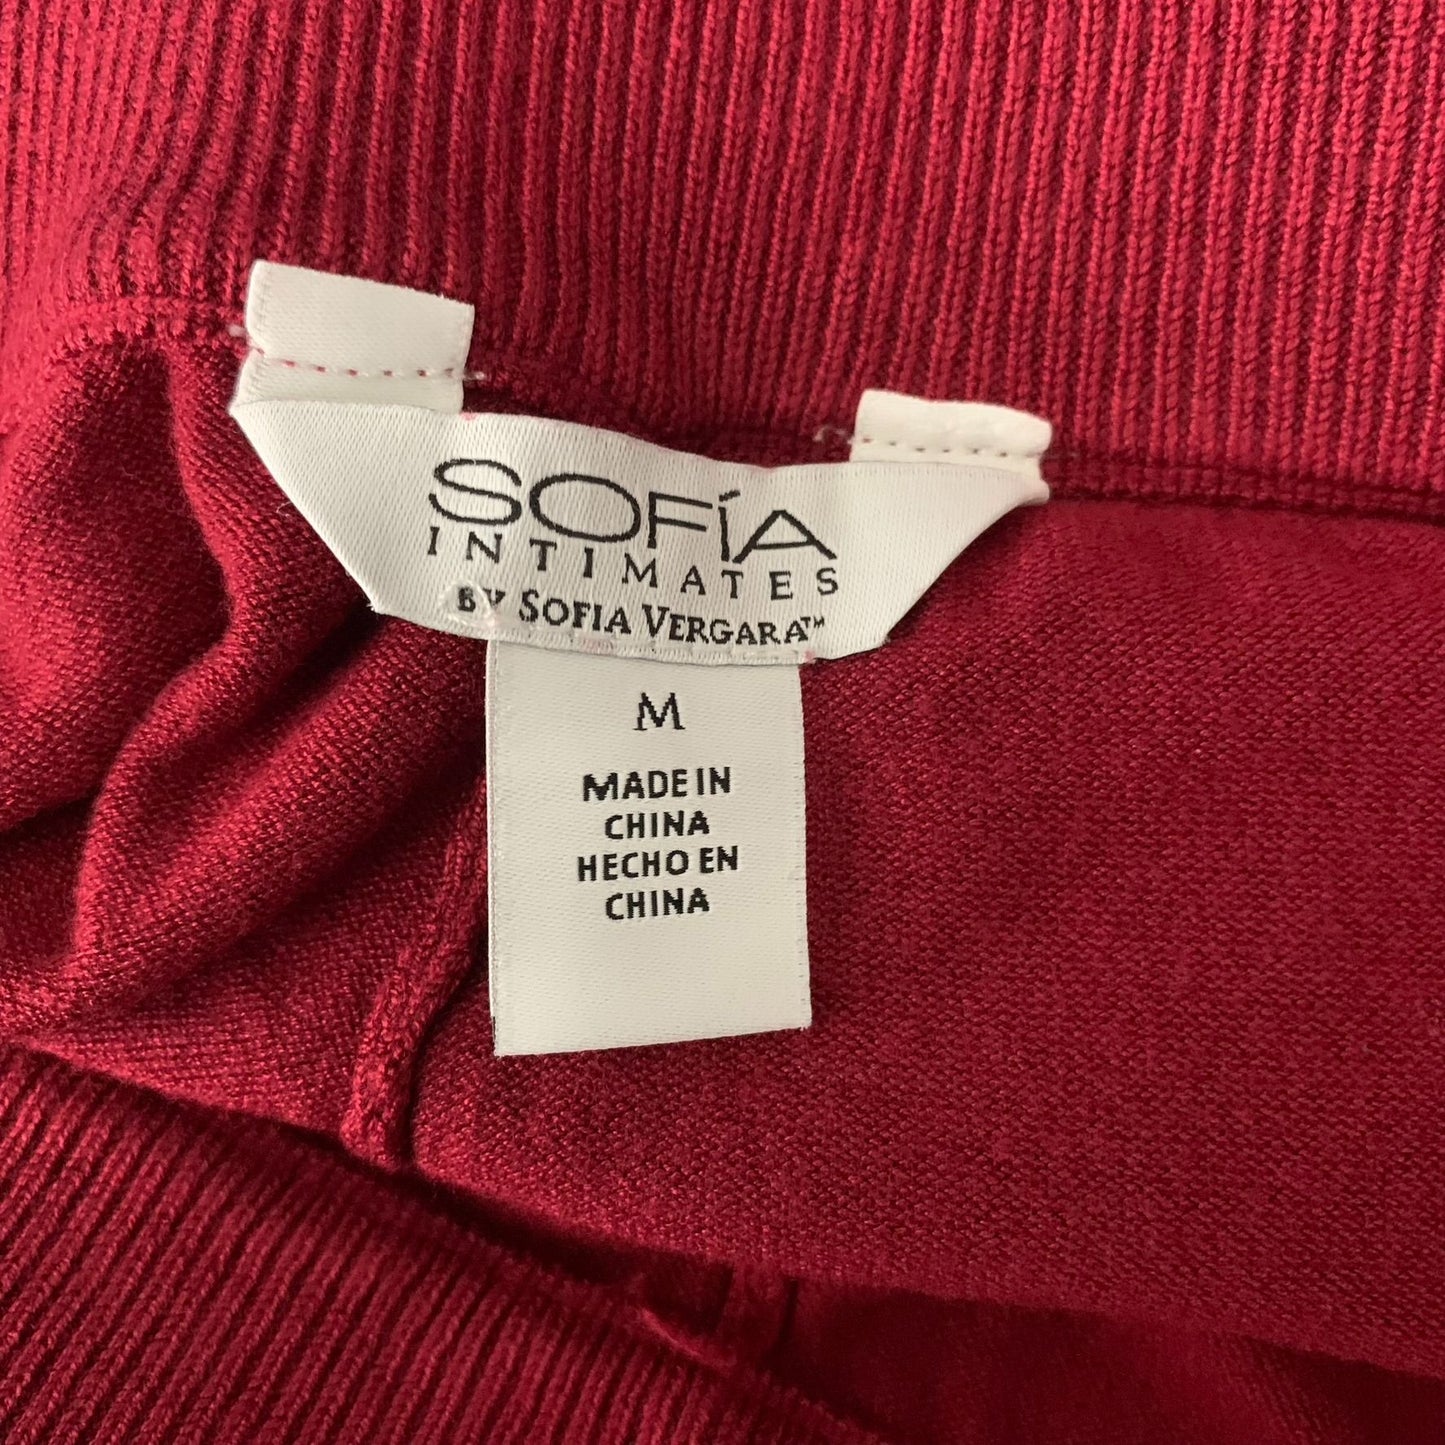 SOFíA
INTIMATES
BY SOFIA VERGARA™
M
MADE IN
CHINA
HECHO EN
CHINA